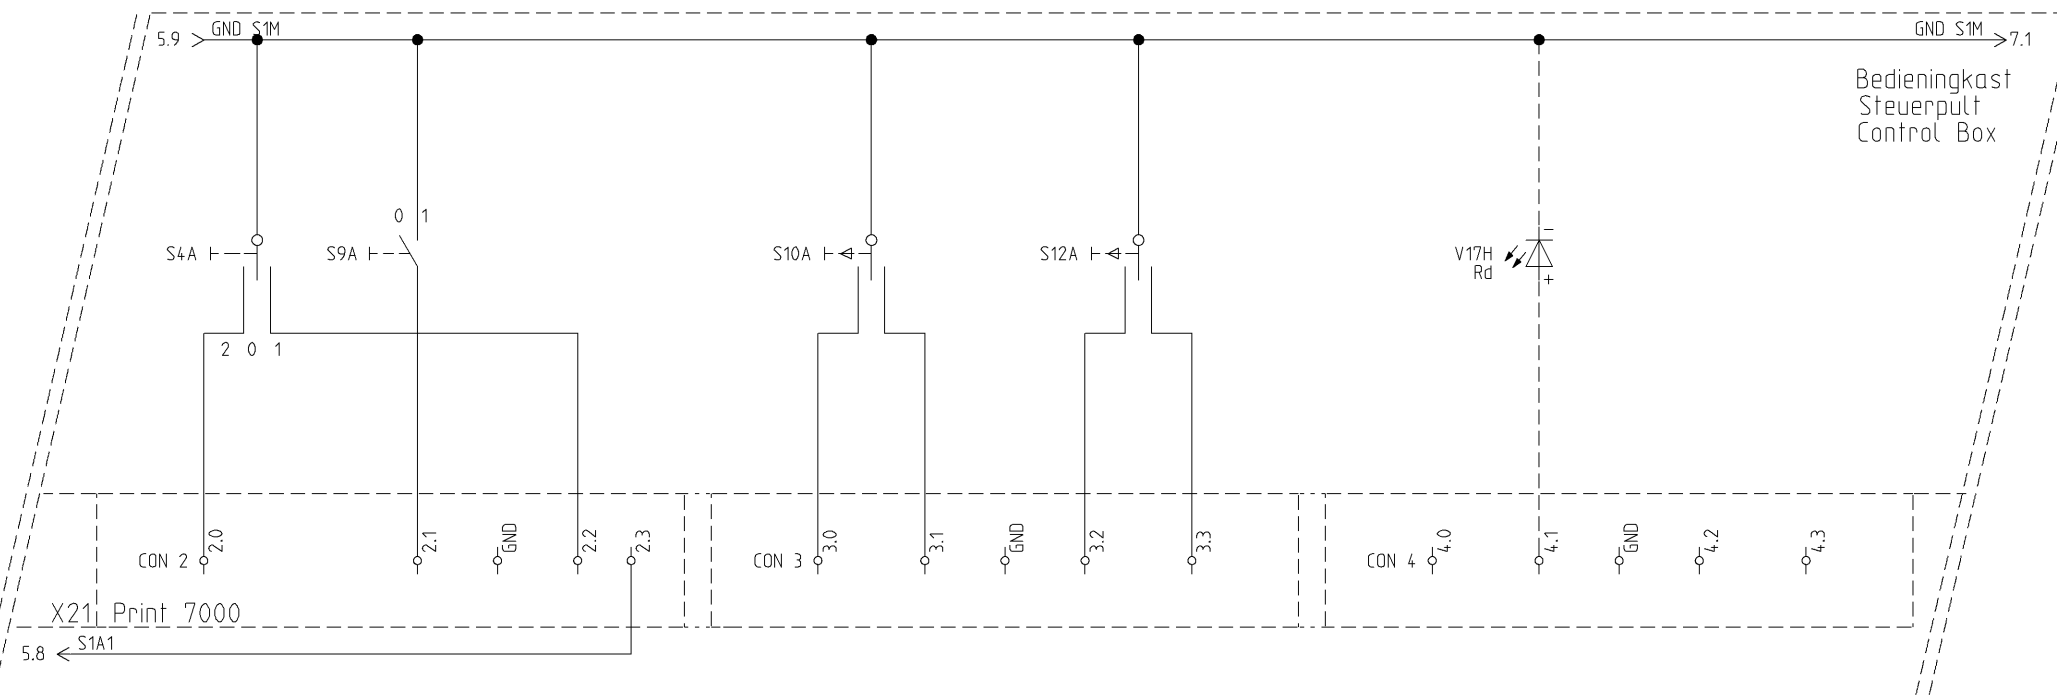 5.9
GND S1M
GND S1M
7.1
Bedieningkast
Steuerpult
Control Box
0 1
S4A
S9A
S10A
S12A
V17H
Rd
-
+
2 0 1
CON 2
2.0
2.1
GND
2.2
2.3
CON 3
3.0
3.1
GND
3.2
3.3
CON 4
4.0
4.1
GND
4.2
4.3
X21 Print 7000
5.8
S1A1